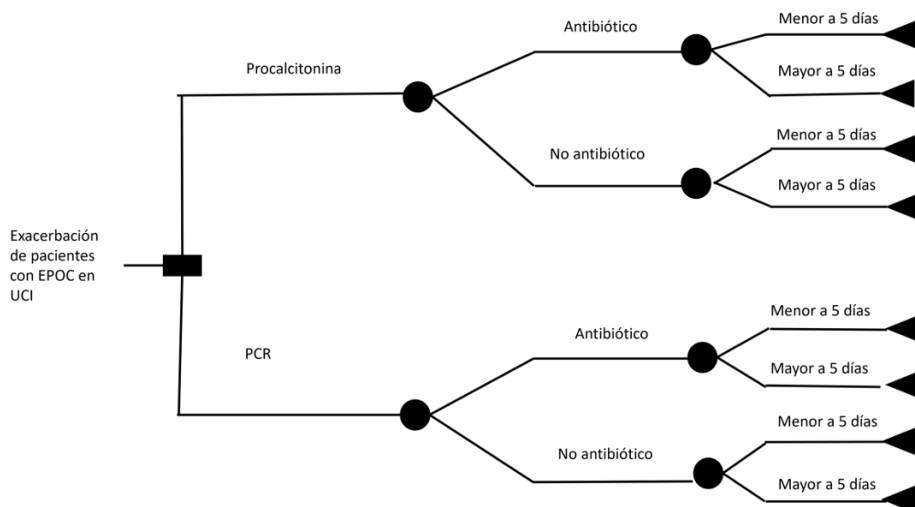 Procalcitonina
Antibiótico
Menor a 5 días
Mayor a 5 días
No antibiótico
Menor a 5 días
Mayor a 5 días
Exacerbación
de pacientes
con EPOC en
UCI
PCR
Antibiótico
Menor a 5 días
Mayor a 5 días
No antibiótico
Menor a 5 días
Mayor a 5 días